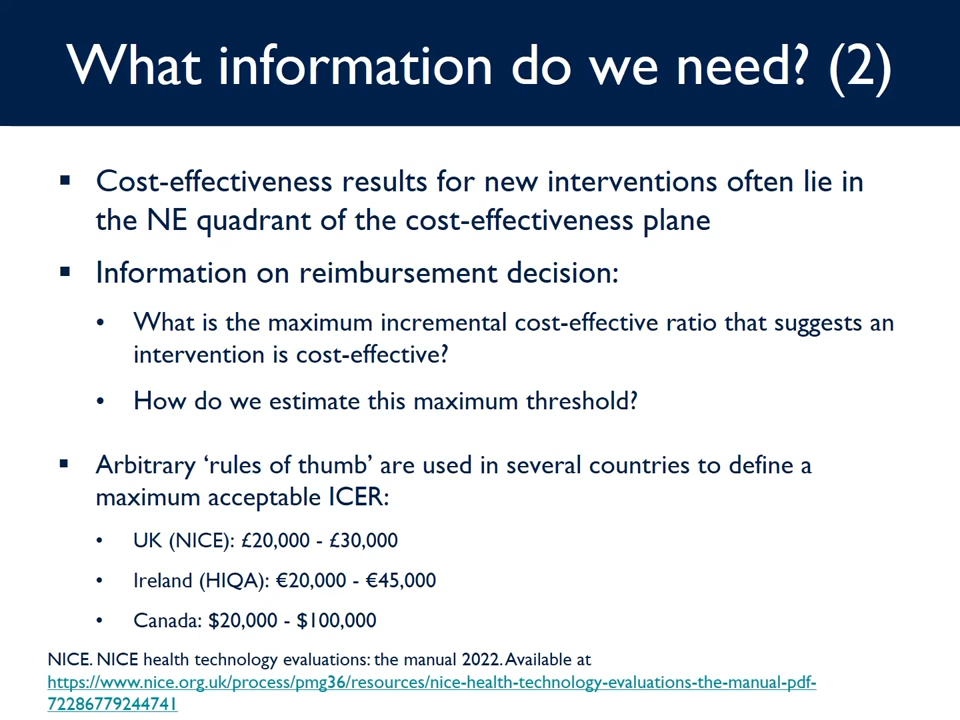 What information do we need? (2)
▪ Cost-effectiveness results for new interventions often lie in
the NE quadrant of the cost-effectiveness plane
▪ Information on reimbursement decision:
• What is the maximum incremental cost-effective ratio that suggests an
intervention is cost-effective?
• How do we estimate this maximum threshold?
▪ Arbitrary ‘rules of thumb’ are used in several countries to define a
maximum acceptable ICER:
• UK (NICE): £20,000 - £30,000
• Ireland (HIQA): €20,000 - €45,000
• Canada: $20,000 - $100,000
NICE. NICE health technology evaluations: the manual 2022. Available at
https://www.nice.org.uk/process/pmg36/resources/nice-health-technology-evaluations-the-manual-pdf-
72286779244741